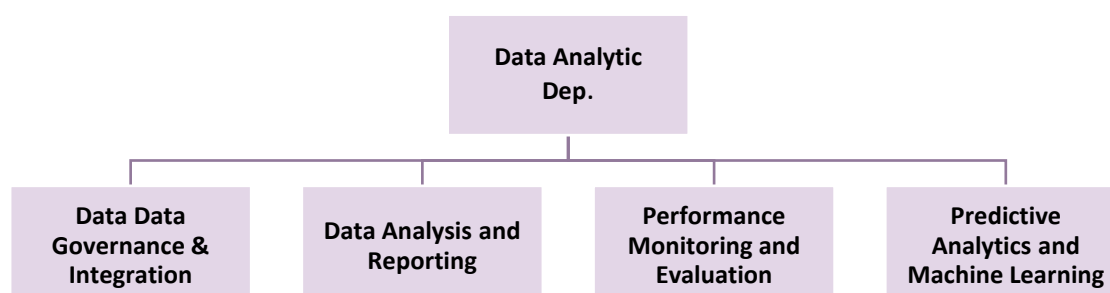 Data Analytic
Dep.
Data Data
Governance &
Integration
Data Analysis and
Reporting
Performance
Monitoring and
Evaluation
Predictive
Analytics and
Machine Learning